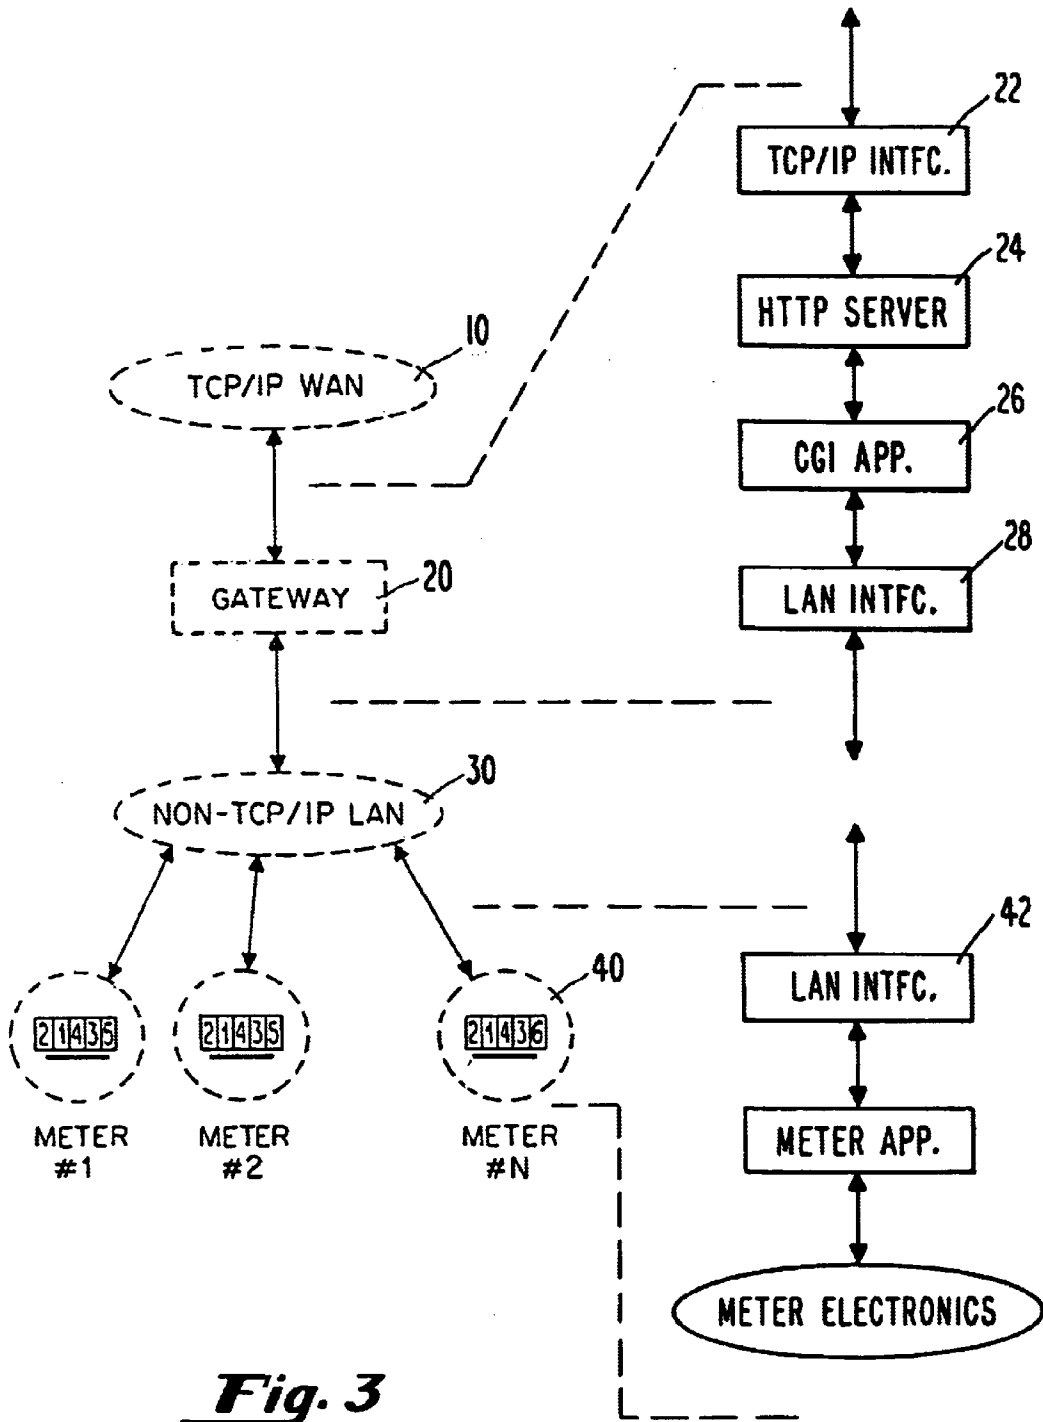 22
TCP/IP INTFC.
24
HTTP SERVER
10
TCP/IP WAN
26
CGI APP.
28
LAN INTFC.
20
GATEWAY
30
NON-TCP/IP LAN
42
LAN INTFC.
40
21435
21435
21436
METER
#1
METER
#2
METER
#N
METER APP.
METER ELECTRONICS
Fig. 3